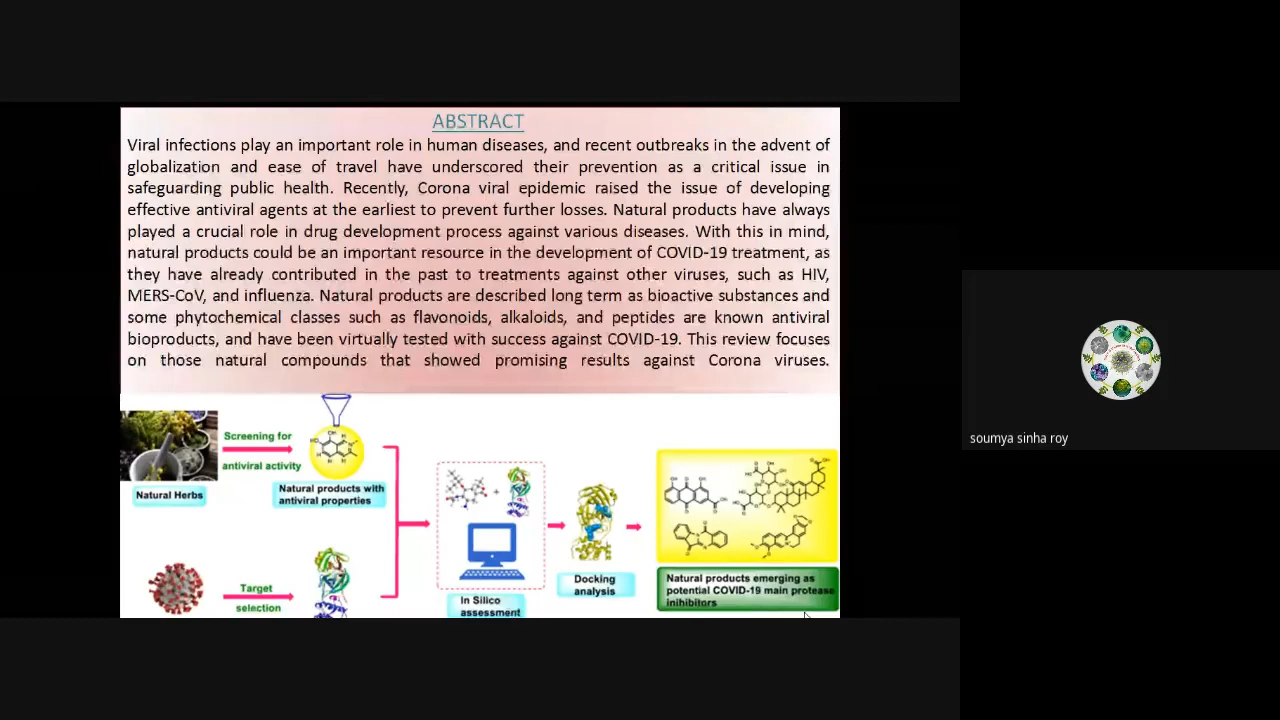 ABSTRACT
Viral infections play an important role in human diseases, and recent outbreaks in the advent of
globalization and ease of travel have underscored their prevention as a critical issue in
safeguarding public health. Recently, Corona viral epidemic raised the issue of developing
effective antiviral agents at the earliest to prevent further losses. Natural products have always
played a crucial role in drug development process against various diseases. With this in mind,
natural products could be an important resource in the development of COVID-19 treatment, as
they have already contributed in the past to treatments against other viruses, such as HIV,
MERS-CoV, and influenza. Natural products are described long term as bioactive substances and
some phytochemical classes such as flavonoids, alkaloids, and peptides are known antiviral
bioproducts, and have been virtually tested with success against COVID-19. This review focuses
on those natural compounds that showed promising results against Corona viruses.
Screening for
antiviral activity
Natural Herbs
Natural products with
antiviral properties
Target
selection
In Silico
assessment
Docking
analysis
Natural products emerging as
potential COVID-19 main protease
inihibitors
soumya sinha roy